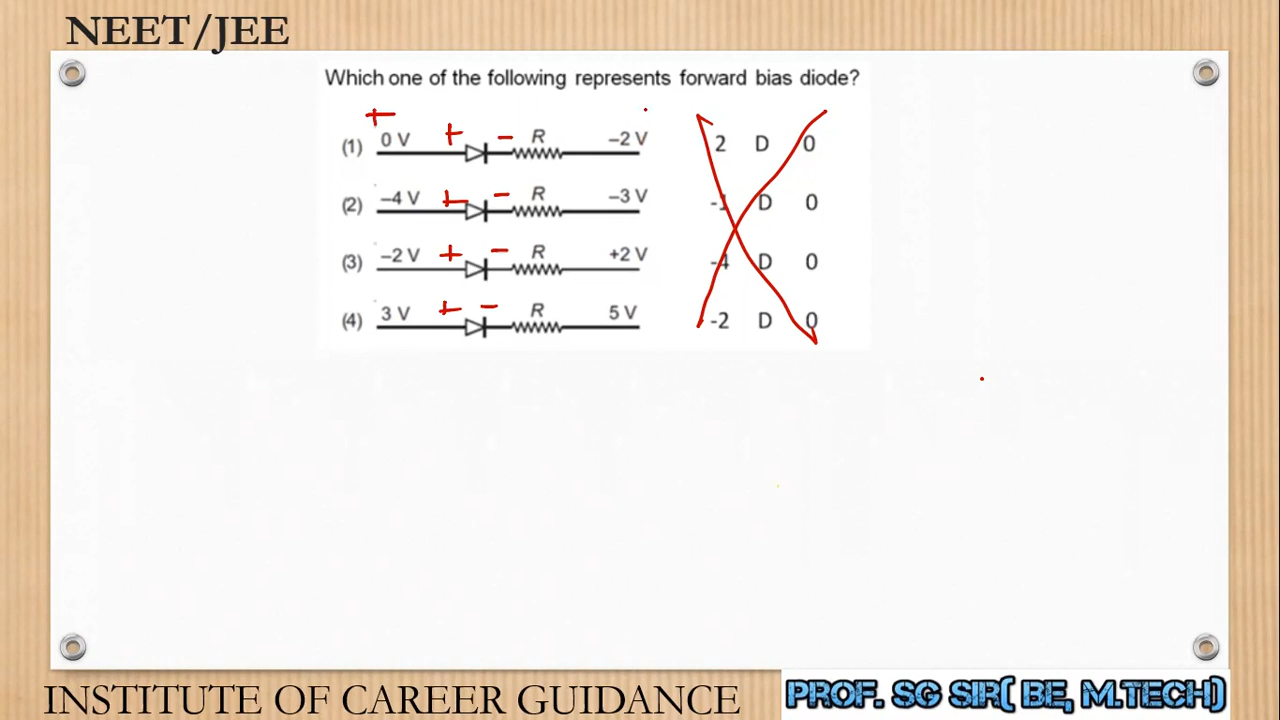 NEET/JEE
Which one of the following represents forward bias diode?
+
(1) 0 V + – R –2 V 2 D 0
(2) –4 V + – R –3 V -1 D 0
(3) –2 V + – R +2 V -4 D 0
(4) 3 V + – R 5 V -2 D 0
INSTITUTE OF CAREER GUIDANCE
PROF. SG SIR( BE, M.TECH)